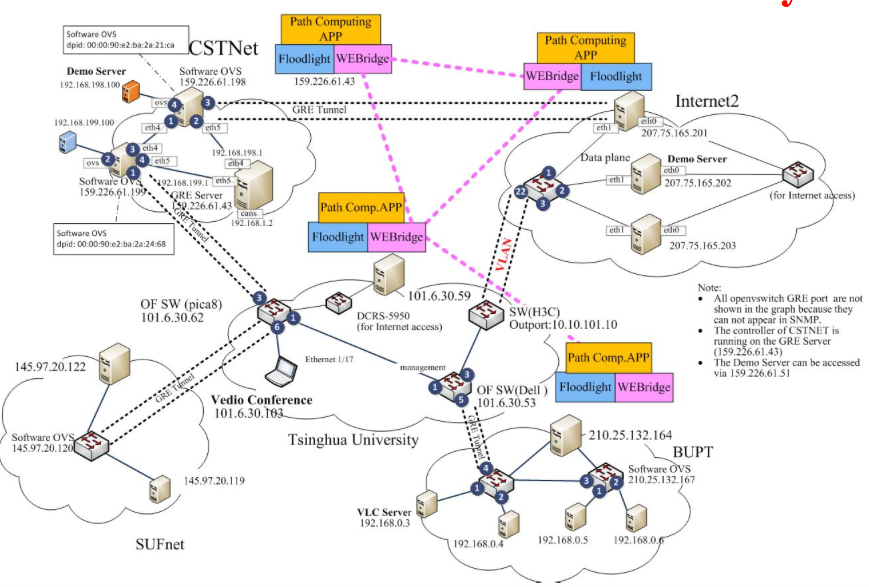 Software OVS
dpid: 00:00:90:e2:ba:2a:21:ca
CSTNet
Demo Server
192.168.198.100
Software OVS
159.226.61.198
ovs
4
3
1
2
eth4
eth5
192.168.199.100
eth4
3
ovs
2
4
eth5
1
192.168.198.1
eth4
Software OVS
159.226.61.199
192.168.199.1
eth5
GRE Server
159.226.61.43
cans
192.168.1.2
Software OVS
dpid: 00:00:90:e2:ba:2a:24:68
GRE Tunnel
Path Computing
APP
Floodlight
WEBridge
159.226.61.43
GRE Tunnel
Path Computing
APP
WEBridge
Floodlight
Internet2
eth1
eth0
207.75.165.201
Data plane
Demo Server
1
22
2
3
eth1
eth0
207.75.165.202
(for Internet access)
eth1
eth0
207.75.165.203
Path Comp.APP
Floodlight
WEBridge
VLAN
OF SW (pica8)
101.6.30.62
3
1
6
DCRS-5950
(for Internet access)
101.6.30.59
SW(H3C)
Outport:10.10.101.10
Ethernet 1/17
management
3
1
5
OF SW(Dell )
101.6.30.53
Vedio Conference
101.6.30.103
Tsinghua University
Path Comp.APP
Floodlight
WEBridge
Note:
• All openvswitch GRE port are not
shown in the graph because they
can not appear in SNMP.
• The controller of CSTNET is
running on the GRE Server
(159.226.61.43)
• The Demo Server can be accessed
via 159.226.61.51
145.97.20.122
GRE Tunnel
Software OVS
145.97.20.120
145.97.20.119
SUFnet
GRE Tunnel
4
1
2
210.25.132.164
BUPT
Software OVS
210.25.132.167
3
1
2
VLC Server
192.168.0.3
192.168.0.4
192.168.0.5
192.168.0.6